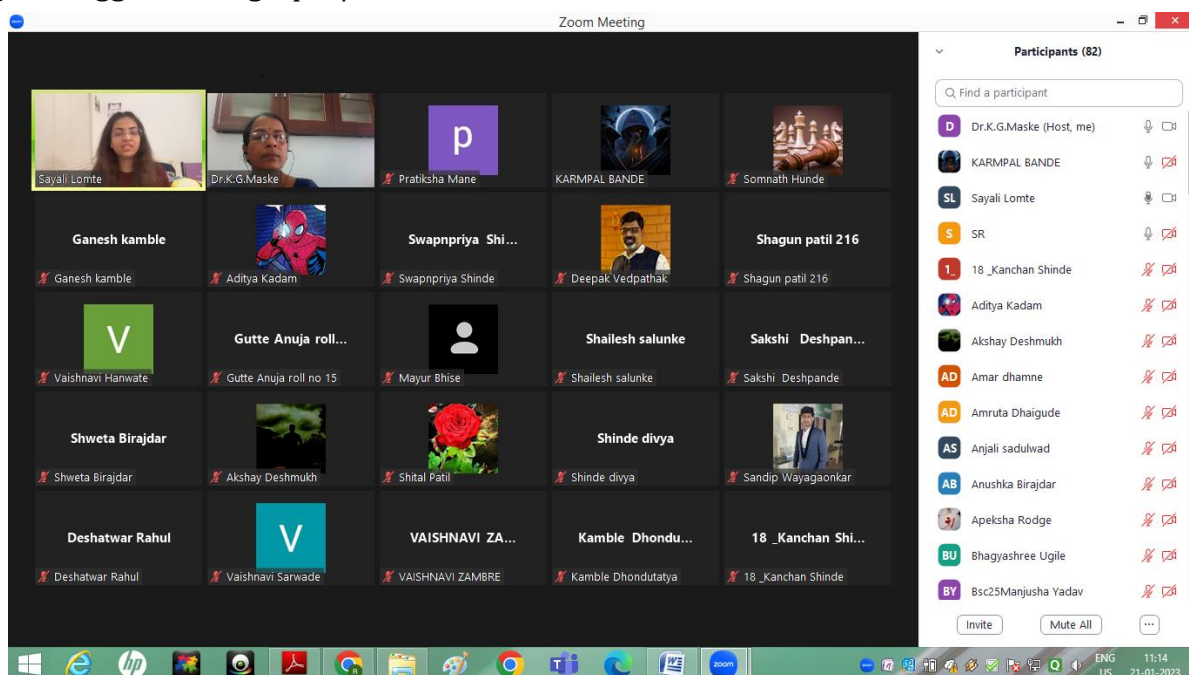 Zoom Meeting
Participants (82)
Find a participant
Sayali Lomte
Dr.K.G.Maske
p
Pratiksha Mane
KARMPAL BANDE
Somnath Hunde
Ganesh kamble
Ganesh kamble
Aditya Kadam
Swapnpriya Shi...
Swapnpriya Shinde
Deepak Vedpathak
Shagun patil 216
Shagun patil 216
V
Vaishnavi Hanwate
Gutte Anuja roll...
Gutte Anuja roll no 15
Mayur Bhise
Shailesh salunke
Shailesh salunke
Sakshi Deshpan...
Sakshi Deshpande
Shweta Birajdar
Shweta Birajdar
Akshay Deshmukh
Shital Patil
Shinde divya
Shinde divya
Sandip Wayagaonkar
Deshatwar Rahul
Deshatwar Rahul
V
Vaishnavi Sarwade
VAISHNAVI ZA...
VAISHNAVI ZAMBRE
Kamble Dhondu...
Kamble Dhondutatya
18 _Kanchan Shi...
18 _Kanchan Shinde
D Dr.K.G.Maske (Host, me)
KARMPAL BANDE
SL Sayali Lomte
S SR
1_ 18 _Kanchan Shinde
Aditya Kadam
Akshay Deshmukh
AD Amar dhamne
AD Amruta Dhaigude
AS Anjali sadulwad
AB Anushka Birajdar
Apeksha Rodge
BU Bhagyashree Ugile
BY Bsc25Manjusha Yadav
Invite
Mute All
zoom
ENG
US
11:14
21-01-2023